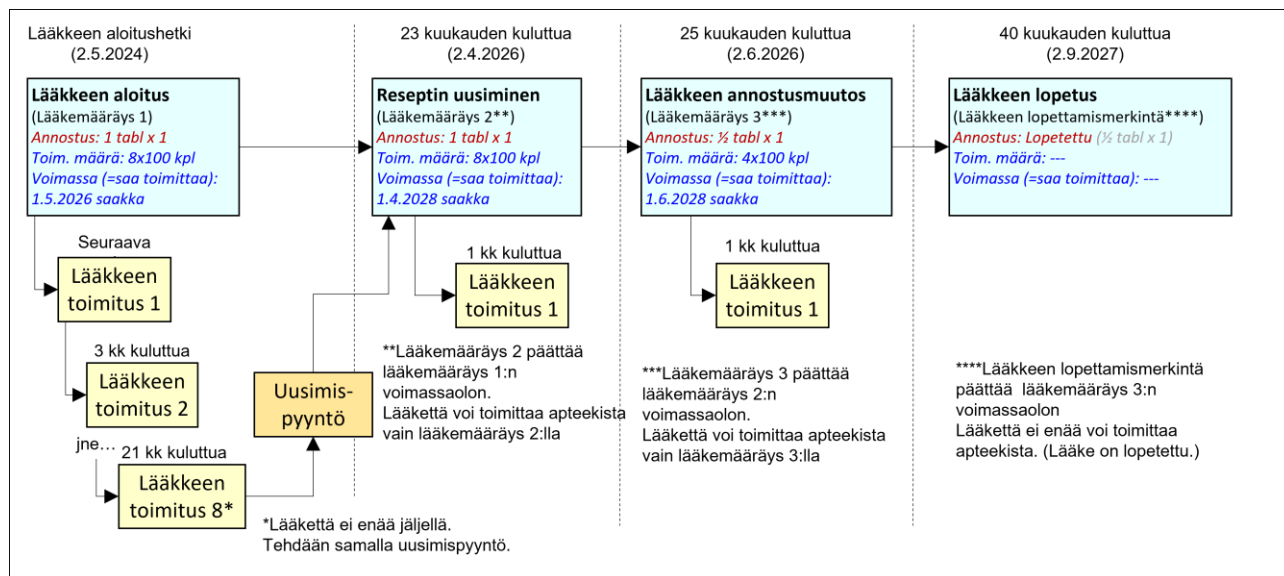 Lääkkeen aloitushetki
(2.5.2024)
Lääkkeen aloitus
(Lääkemääräys 1)
Annostus: 1 tabl x 1
Toim. määrä: 8x100 kpl
Voimassa (=saa toimittaa):
1.5.2026 saakka
Seuraava
Lääkkeen
toimitus 1
3 kk kuluttua
Lääkkeen
toimitus 2
jne...
21 kk kuluttua
Lääkkeen
toimitus 8*
*Lääkettä ei enää jäljellä.
Tehdään samalla uusimispyyntö.
Uusimis-
pyyntö
23 kuukauden kuluttua
(2.4.2026)
Reseptin uusiminen
(Lääkemääräys 2**)
Annostus: 1 tabl x 1
Toim. määrä: 8x100 kpl
Voimassa (=saa toimittaa):
1.4.2028 saakka
1 kk kuluttua
Lääkkeen
toimitus 1
**Lääkemääräys 2 päättää
lääkemääräys 1:n
voimassaolon.
Lääkettä voi toimittaa apteekista
vain lääkemääräys 2:lla
25 kuukauden kuluttua
(2.6.2026)
Lääkkeen annostusmuutos
(Lääkemääräys 3***)
Annostus: ½ tabl x 1
Toim. määrä: 4x100 kpl
Voimassa (=saa toimittaa):
1.6.2028 saakka
1 kk kuluttua
Lääkkeen
toimitus 1
***Lääkemääräys 3 päättää
lääkemääräys 2:n
voimassaolon.
Lääkettä voi toimittaa apteekista
vain lääkemääräys 3:lla
40 kuukauden kuluttua
(2.9.2027)
Lääkkeen lopetus
(Lääkkeen lopettamismerkintä****)
Annostus: Lopetettu (½ tabl x 1)
Toim. määrä: ---
Voimassa (=saa toimittaa): ---
****Lääkkeen lopettamismerkintä
päättää lääkemääräys 3:n
voimassaolon
Lääkettä ei enää voi toimittaa
apteekista. (Lääke on lopetettu.)